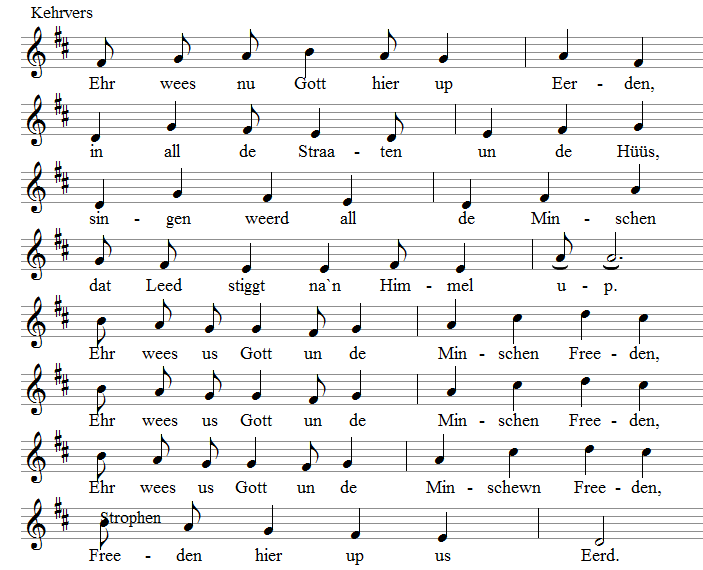 Kehrvers
Ehr wees nu Gott hier up Eer - den,
in all de Straa - ten un de Hüüs,
sin - gen weerd all de Min - schen
dat Leed stiggt na`n Him - mel u - p.
Ehr wees us Gott un de Min - schen Free - den,
Ehr wees us Gott un de Min - schen Free - den,
Ehr wees us Gott un de Min - schewn Free - den,
Strophen
Free - den hier up us Eerd.